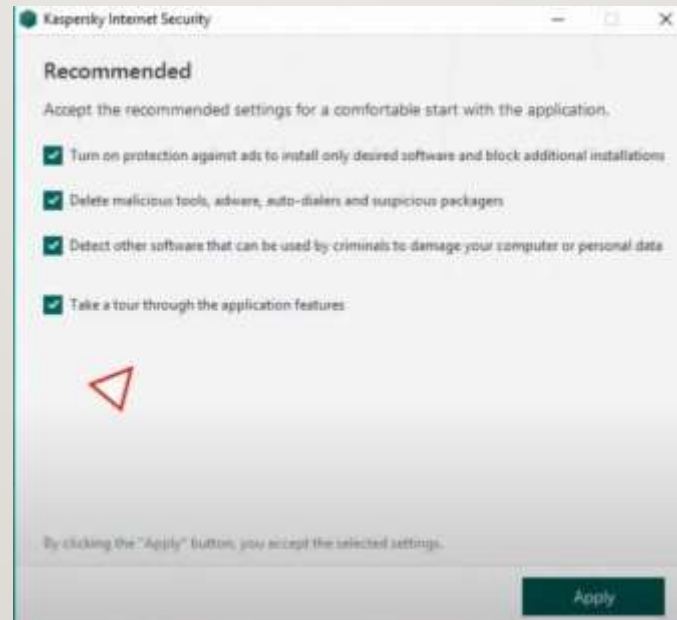 Kaspersky Internet Security
Recommended
Accept the recommended settings for a comfortable start with the application.
Turn on protection against ads to install only desired software and block additional installations
Delete malicious tools, adware, auto-dialers and suspicious packagers
Detect other software that can be used by criminals to damage your computer or personal data
Take a tour through the application features
By clicking the "Apply" button, you accept the selected settings.
Apply